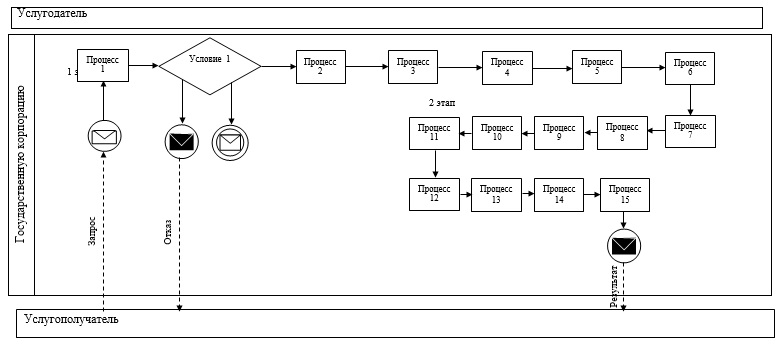 Услугодатель
Государственную корпорацию
1 э
Процесс
1
Условие 1
Процесс
2
Процесс
3
Процесс
4
Процесс
5
Процесс
6
2 этап
Процесс
11
Процесс
10
Процесс
9
Процесс
8
Процесс
7
Процесс
12
Процесс
13
Процесс
14
Процесс
15
Запрос
Отказ
Результат
Услугополучатель